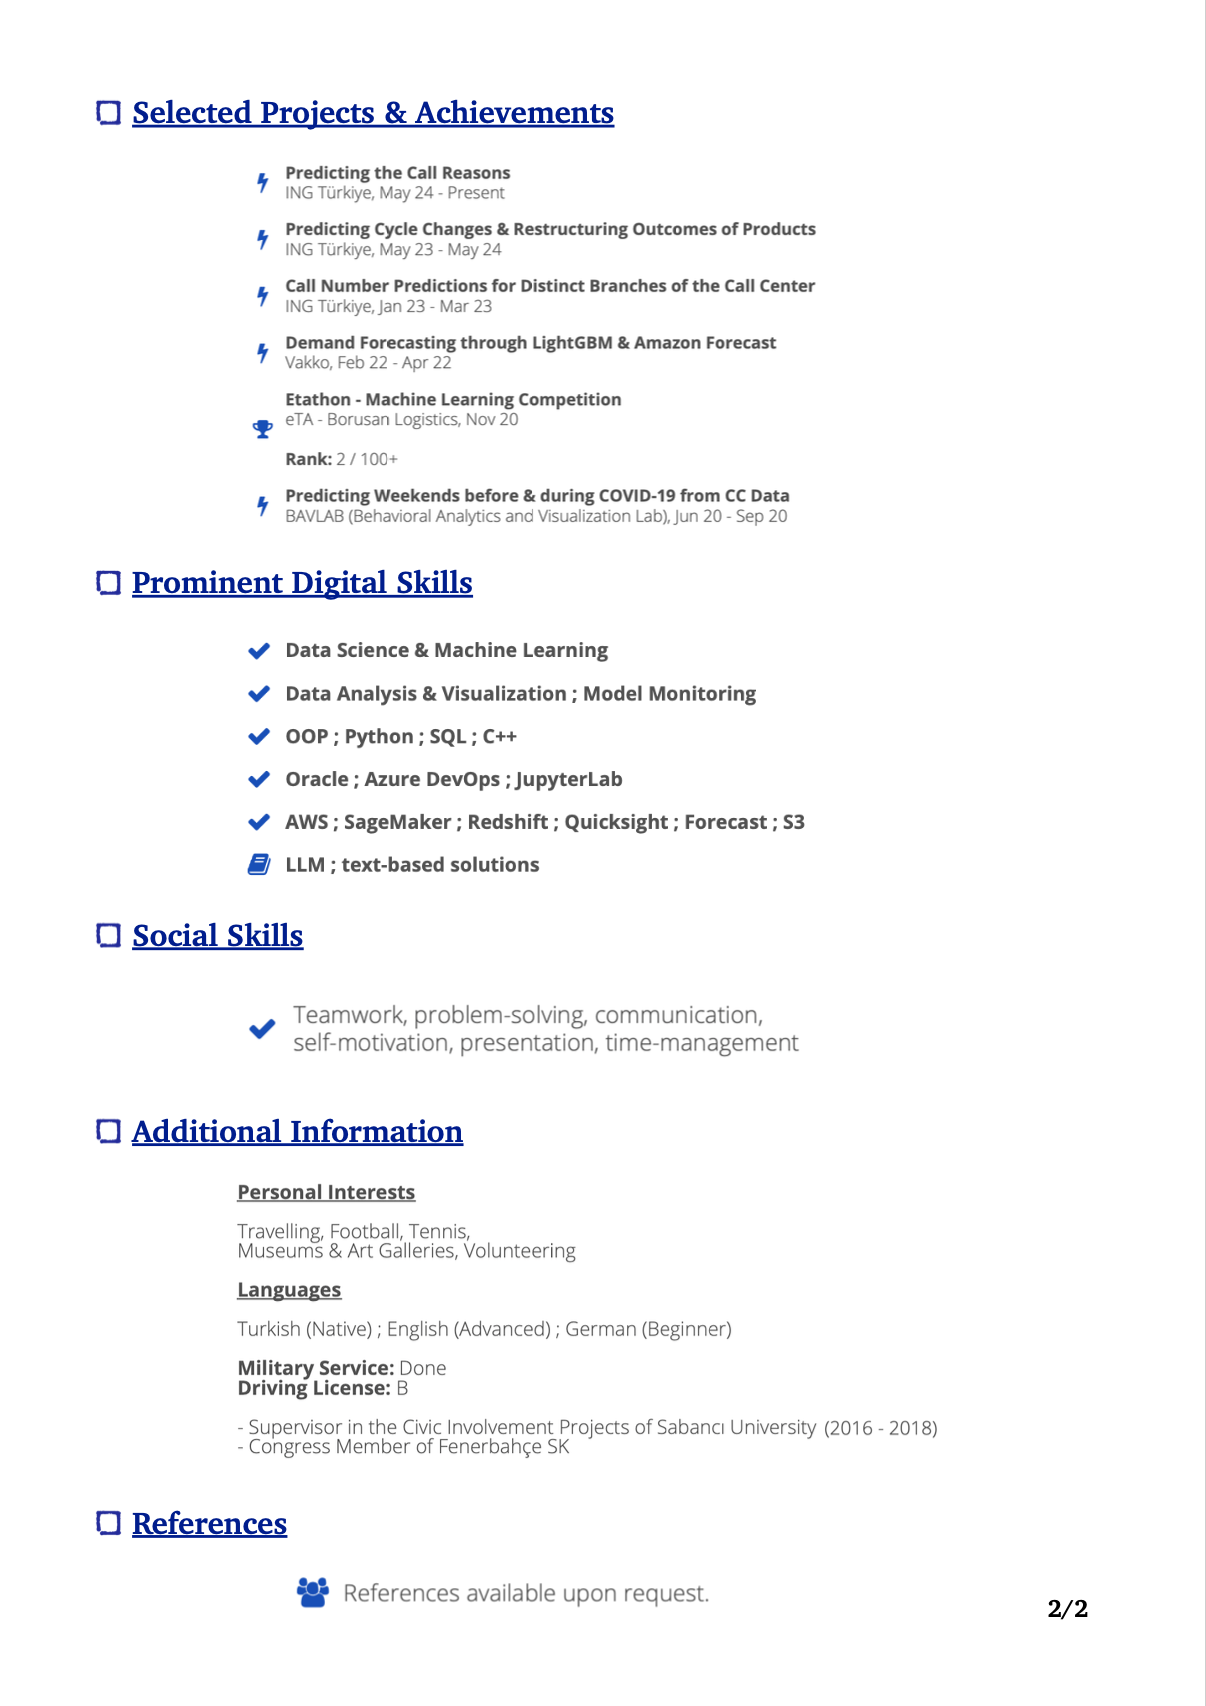 Selected Projects & Achievements
Predicting the Call Reasons
ING Türkiye, May 24 - Present
Predicting Cycle Changes & Restructuring Outcomes of Products
ING Türkiye, May 23 - May 24
Call Number Predictions for Distinct Branches of the Call Center
ING Türkiye, Jan 23 - Mar 23
Demand Forecasting through LightGBM & Amazon Forecast
Vakko, Feb 22 - Apr 22
Etathon - Machine Learning Competition
eTA - Borusan Logistics, Nov 20
Rank: 2 / 100+
Predicting Weekends before & during COVID-19 from CC Data
BAVLAB (Behavioral Analytics and Visualization Lab), Jun 20 - Sep 20
Prominent Digital Skills
Data Science & Machine Learning
Data Analysis & Visualization ; Model Monitoring
OOP ; Python ; SQL ; C++
Oracle ; Azure DevOps ; JupyterLab
AWS ; SageMaker ; Redshift ; Quicksight ; Forecast ; S3
LLM ; text-based solutions
Social Skills
Teamwork, problem-solving, communication,
self-motivation, presentation, time-management
Additional Information
Personal Interests
Travelling, Football, Tennis,
Museums & Art Galleries, Volunteering
Languages
Turkish (Native) ; English (Advanced) ; German (Beginner)
Military Service: Done
Driving License: B
- Supervisor in the Civic Involvement Projects of Sabancı University (2016 - 2018)
- Congress Member of Fenerbahçe SK
References
References available upon request.
2/2